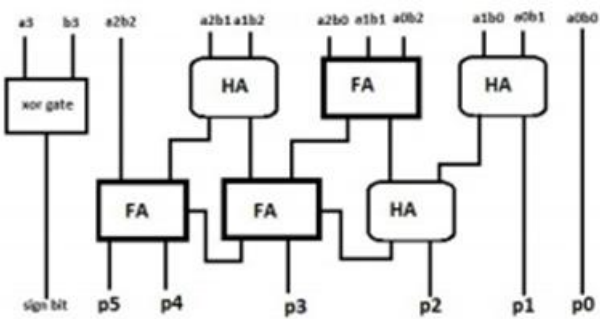 a3 b3 a2b2 a2b1 a1b2 a2b0 a1b1 a0b2 a1b0 a0b1 a0b0
xor gate HA FA HA
FA FA HA
sign bit p5 p4 p3 p2 p1 p0